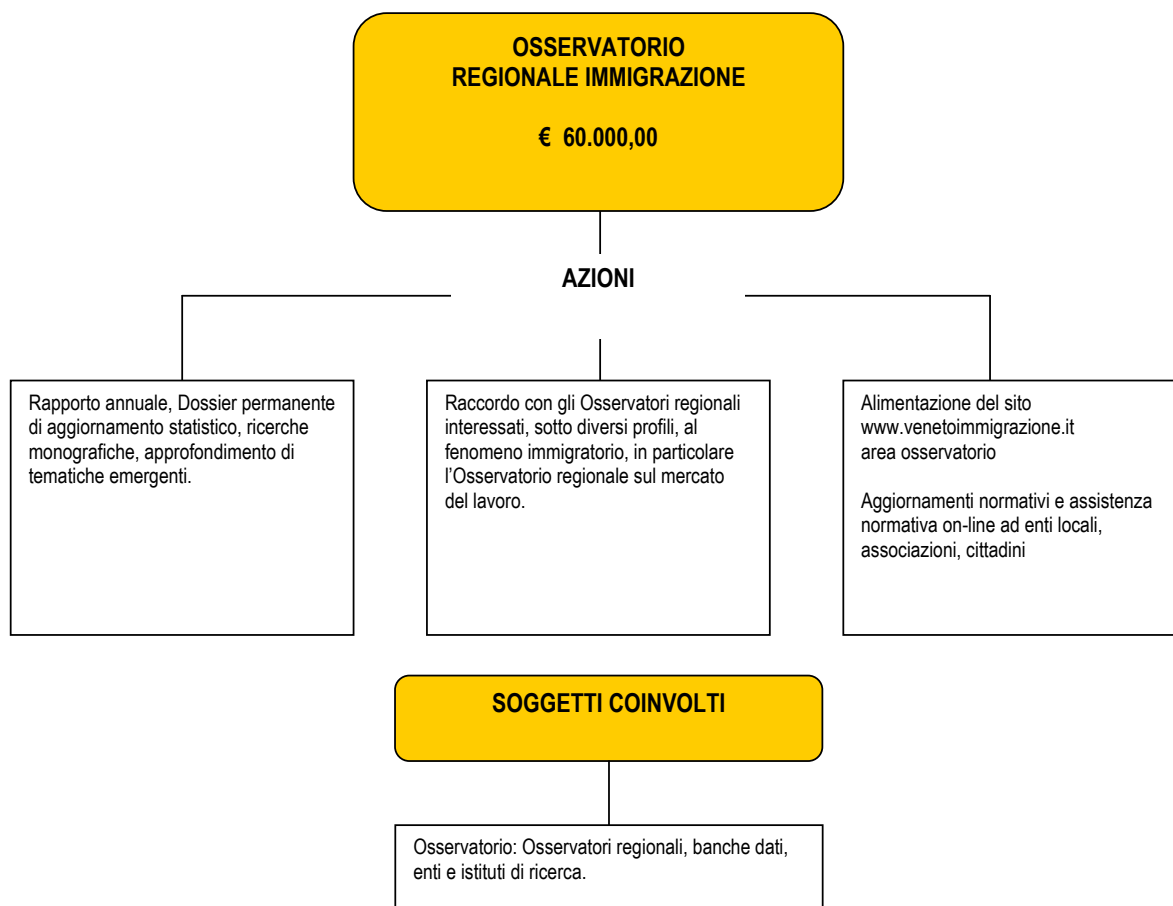 OSSERVATORIO
REGIONALE IMMIGRAZIONE
€ 60.000,00
AZIONI
Rapporto annuale, Dossier permanente
di aggiornamento statistico, ricerche
monografiche, approfondimento di
tematiche emergenti.
Raccordo con gli Osservatori regionali
interessati, sotto diversi profili, al
fenomeno immigratorio, in particolare
l’Osservatorio regionale sul mercato
del lavoro.
Alimentazione del sito
www.venetoimmigrazione.it
area osservatorio
Aggiornamenti normativi e assistenza
normativa on-line ad enti locali,
associazioni, cittadini
SOGGETTI COINVOLTI
Osservatorio: Osservatori regionali, banche dati,
enti e istituti di ricerca.